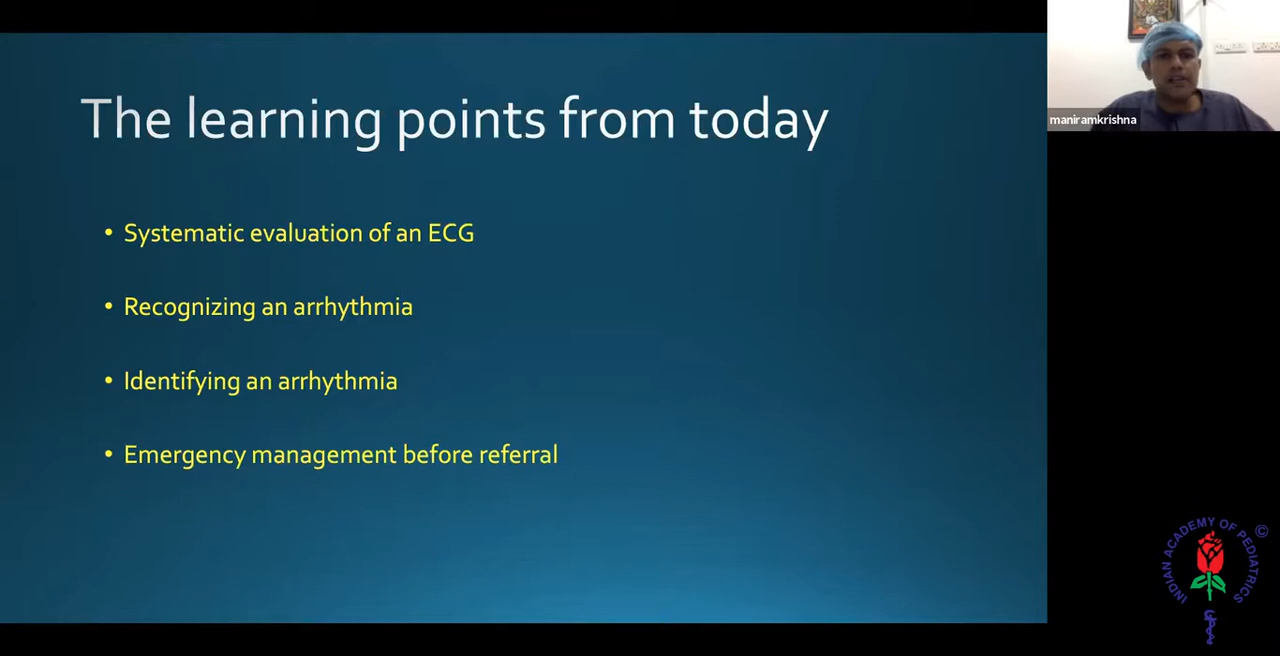 The learning points from today
• Systematic evaluation of an ECG
• Recognizing an arrhythmia
• Identifying an arrhythmia
• Emergency management before referral
maniramkrishna
INDIAN ACADEMY OF PEDIATRICS
©